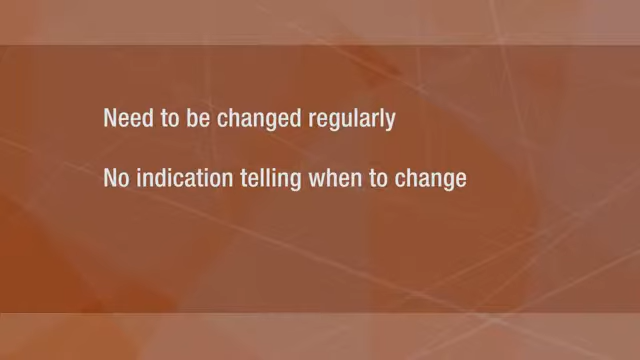 Need to be changed regularly
No indication telling when to change